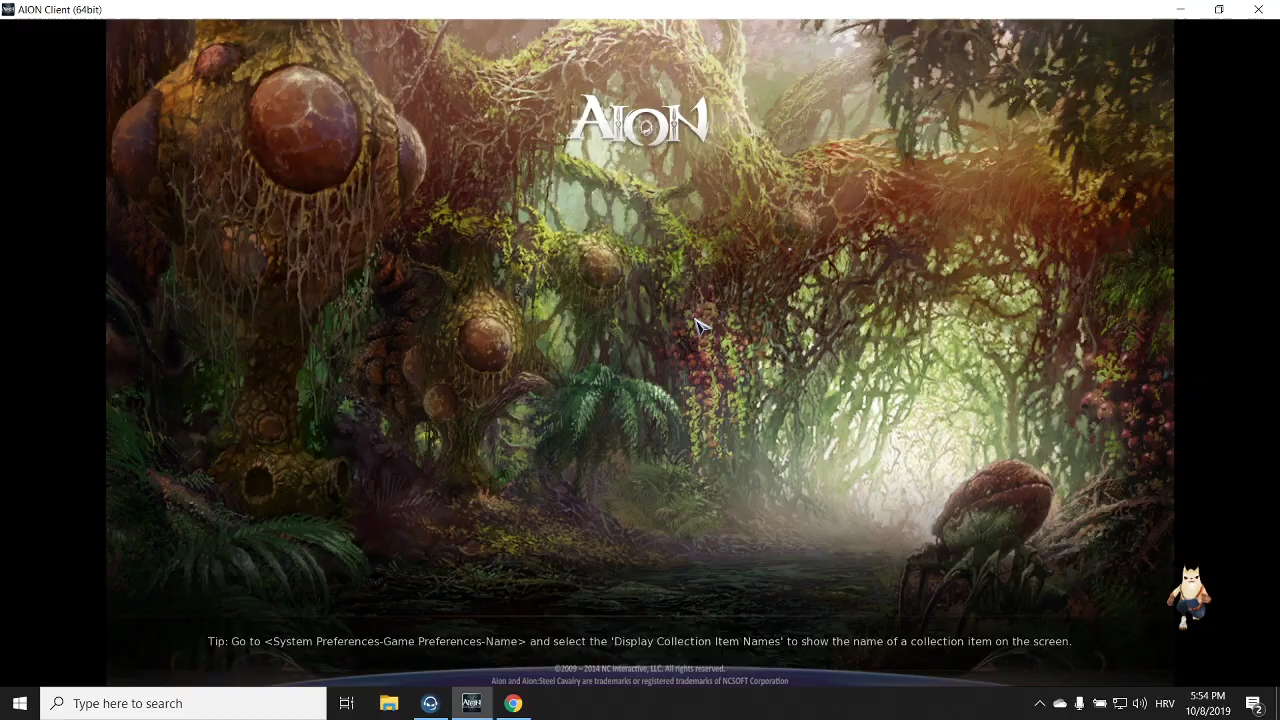 AION Client (64bit)
AION
Tip: Go to <System Preferences-Game Preferences-Name> and select the 'Display Collection Item Names' to show the name of a collection item on the screen.
©2009 – 2014 NC Interactive, LLC. All rights reserved.
Aion and Aion:Steel Cavalry are trademarks or registered trademarks of NCSOFT Corporation
Type here to search
AION
HRV
5:54 PM
10/8/2019
2